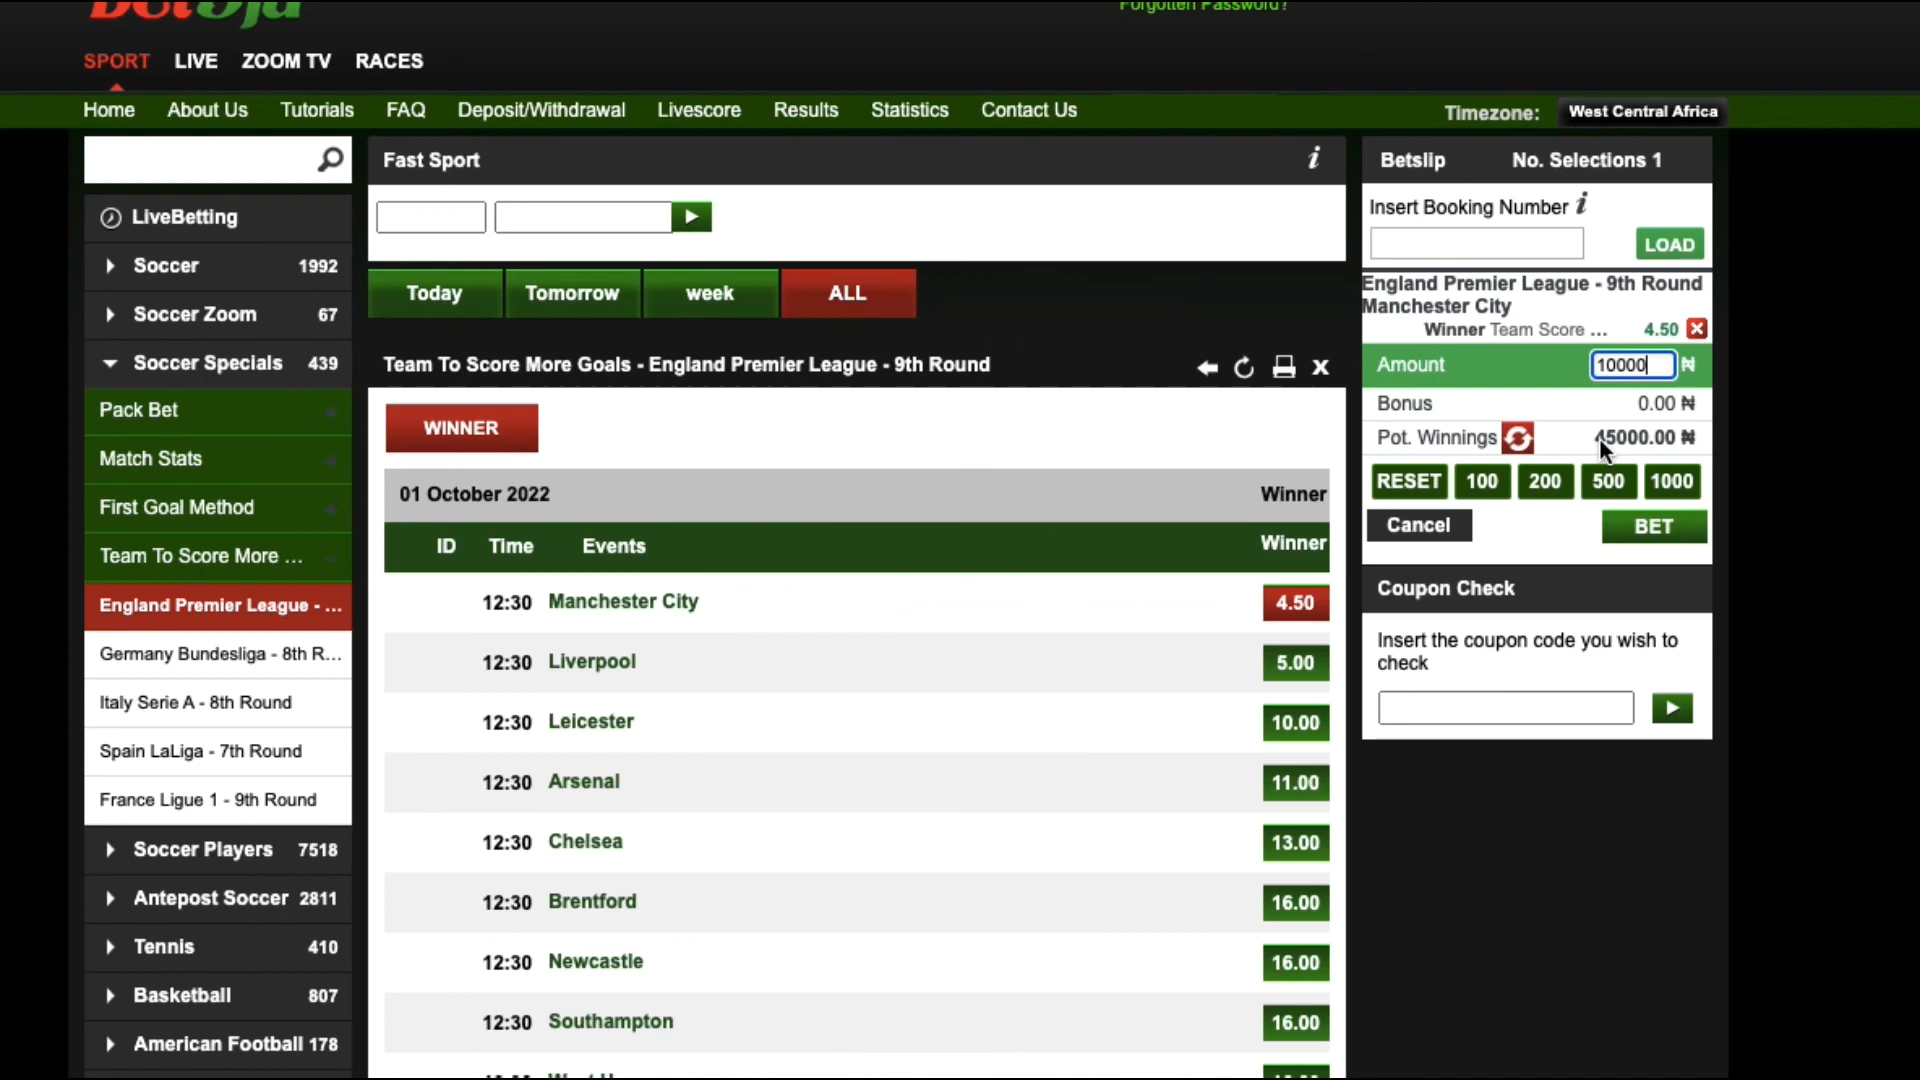 Forgotten Password?
SPORT LIVE ZOOM TV RACES
Home About Us Tutorials FAQ Deposit/Withdrawal Livescore Results Statistics Contact Us Timezone: West Central Africa
LiveBetting
Soccer 1992
Soccer Zoom 67
Soccer Specials 439
Pack Bet
Match Stats
First Goal Method
Team To Score More ...
England Premier League - ...
Germany Bundesliga - 8th R...
Italy Serie A - 8th Round
Spain LaLiga - 7th Round
France Ligue 1 - 9th Round
Soccer Players 7518
Antepost Soccer 2811
Tennis 410
Basketball 807
American Football 178
Fast Sport i
Today Tomorrow week ALL
Team To Score More Goals - England Premier League - 9th Round
WINNER
01 October 2022 Winner
ID Time Events Winner
12:30 Manchester City 4.50
12:30 Liverpool 5.00
12:30 Leicester 10.00
12:30 Arsenal 11.00
12:30 Chelsea 13.00
12:30 Brentford 16.00
12:30 Newcastle 16.00
12:30 Southampton 16.00
Betslip No. Selections 1
Insert Booking Number i
LOAD
England Premier League - 9th Round
Manchester City
Winner Team Score ... 4.50
Amount 10000 ₦
Bonus 0.00 ₦
Pot. Winnings 45000.00 ₦
RESET 100 200 500 1000
Cancel BET
Coupon Check
Insert the coupon code you wish to
check